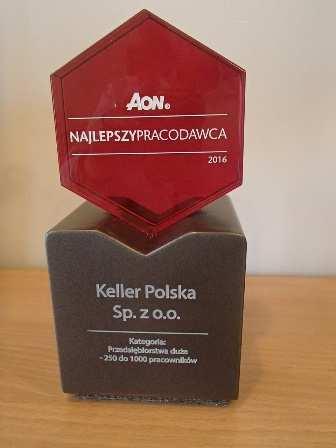 AON®
NAJLEPSZYPRACODAWCA
2016
Keller Polska
Sp. z o.o.
Kategoria:
Przedsiębiorstwa duże
- 250 do 1000 pracowników